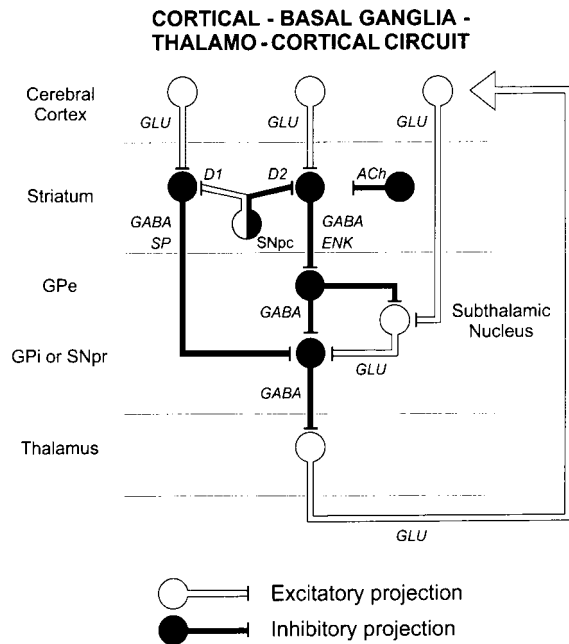 CORTICAL - BASAL GANGLIA -
THALAMO - CORTICAL CIRCUIT
Cerebral
Cortex
GLU
GLU
GLU
Striatum
D1
D2
ACh
GABA
SP
SNpc
GABA
ENK
GPe
GABA
Subthalamic
Nucleus
GPi or SNpr
GLU
GABA
Thalamus
GLU
Excitatory projection
Inhibitory projection